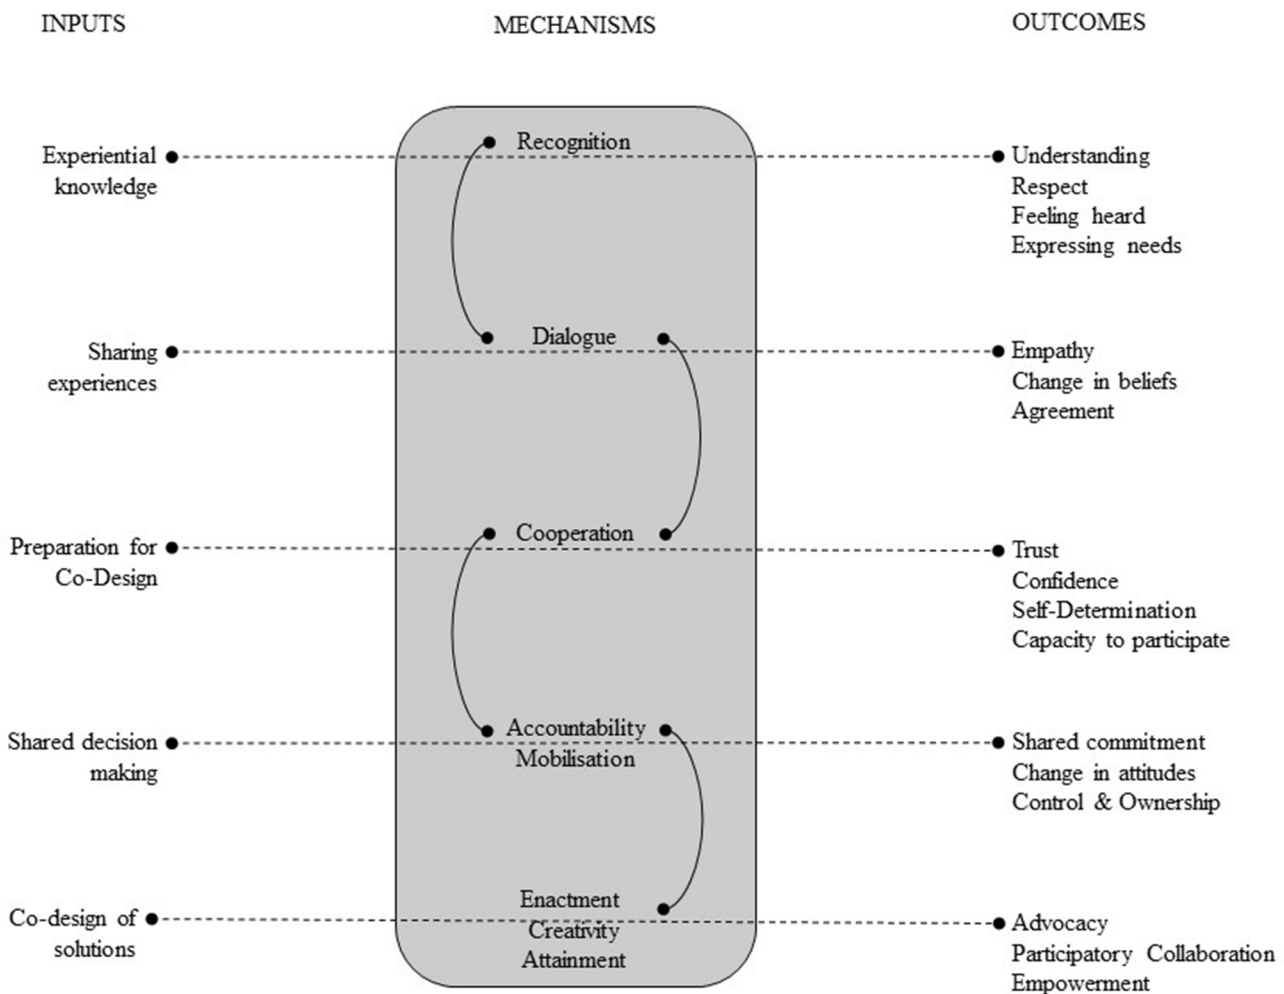 INPUTS
MECHANISMS
OUTCOMES
Experiential
knowledge
Recognition
Understanding
Respect
Feeling heard
Expressing needs
Sharing
experiences
Dialogue
Empathy
Change in beliefs
Agreement
Preparation for
Co-Design
Cooperation
Trust
Confidence
Self-Determination
Capacity to participate
Shared decision
making
Accountability
Mobilisation
Shared commitment
Change in attitudes
Control & Ownership
Co-design of
solutions
Enactment
Creativity
Attainment
Advocacy
Participatory Collaboration
Empowerment